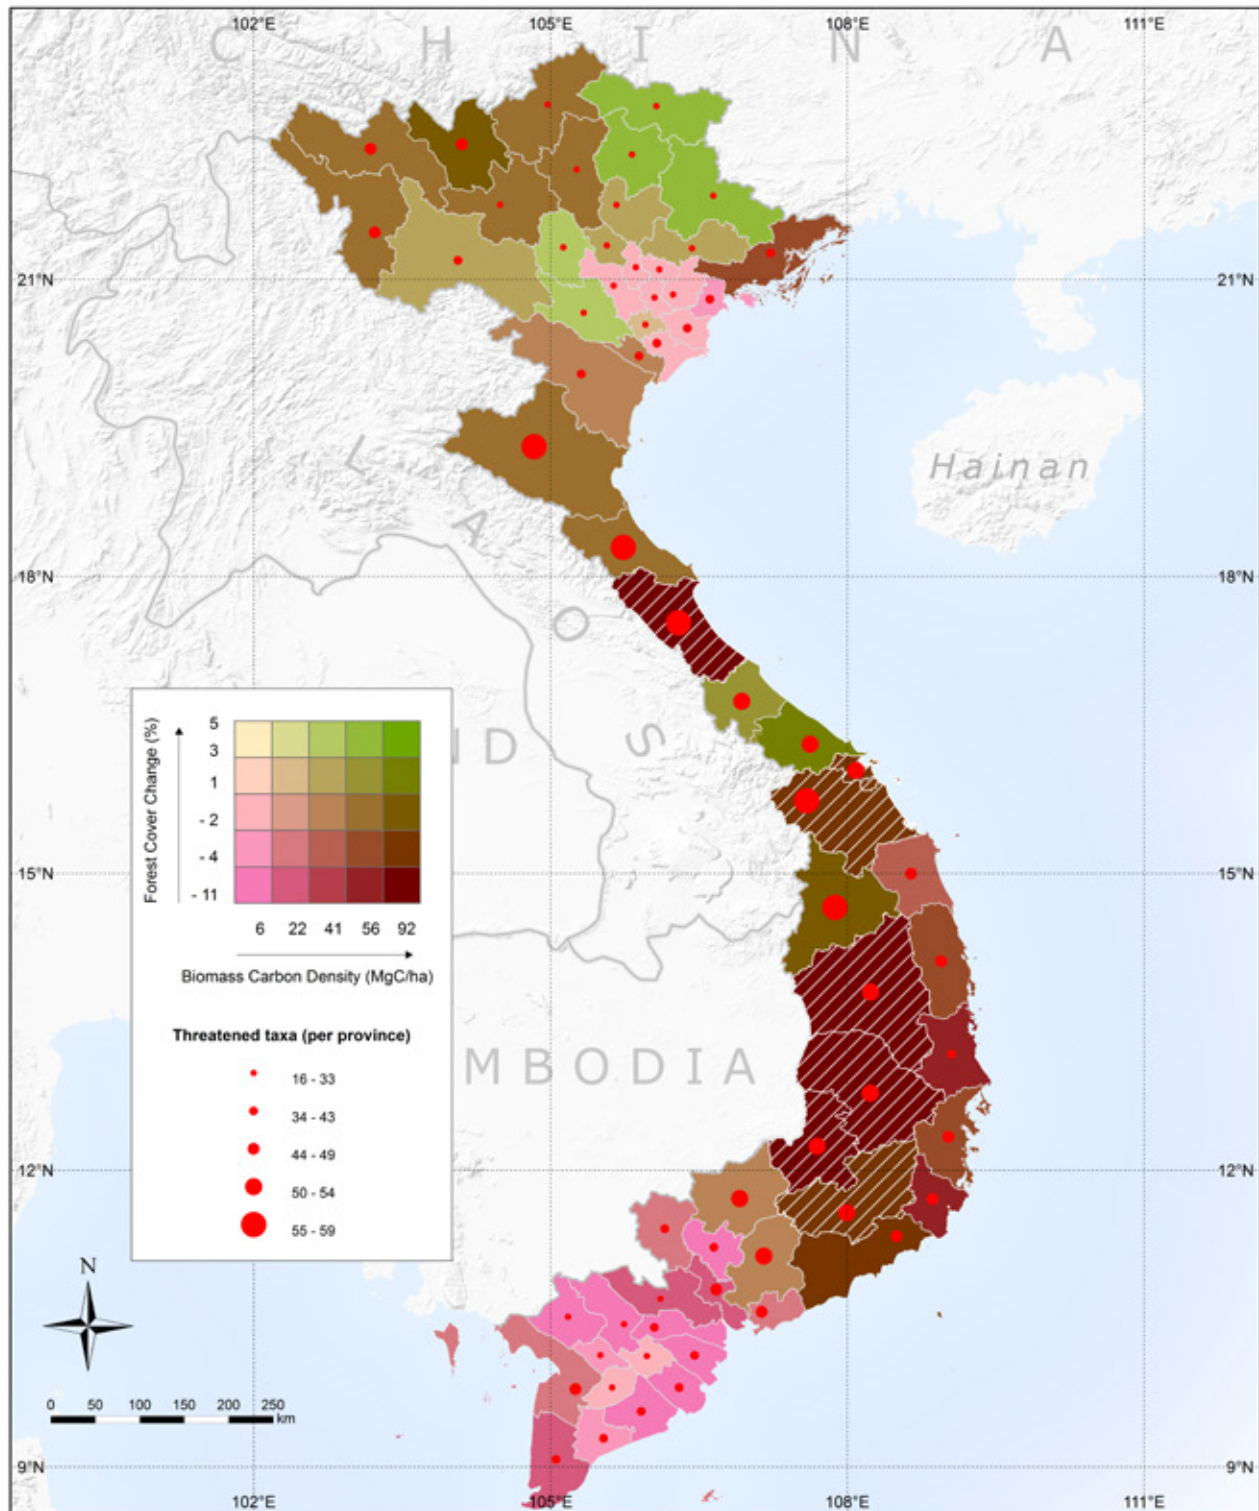 102°E 105°E 108°E 111°E
C H I N A
21°N 21°N
Hainan
L A O S
18°N 18°N
ND
15°N 15°N
Forest Cover Change (%)
5
3
1
- 2
- 4
- 11
6 22 41 56 92
Biomass Carbon Density (MgC/ha)
Threatened taxa (per province)
16 - 33
34 - 43
44 - 49
50 - 54
55 - 59
MBODIA
12°N 12°N
N
0 50 100 150 200 250
km
9°N 9°N
102°E 105°E 108°E 111°E